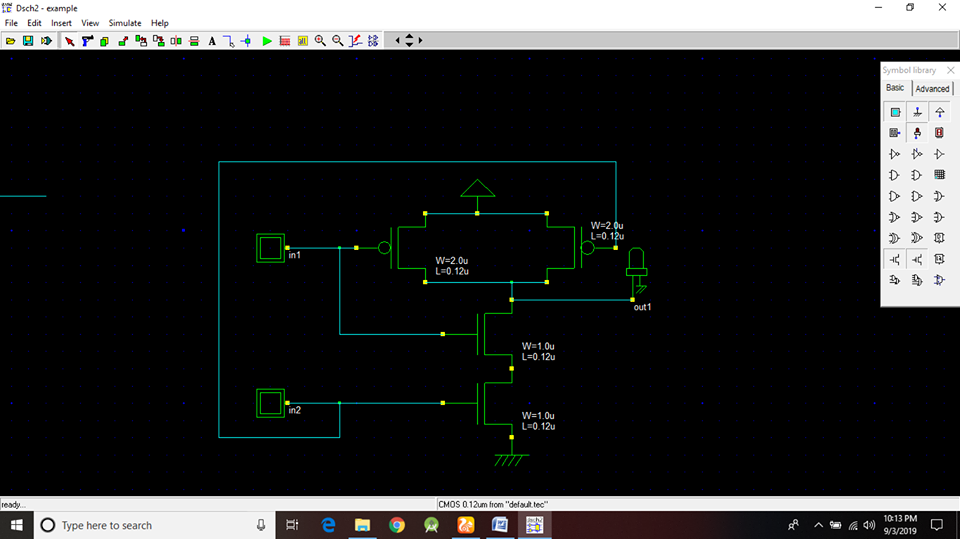 Dsch2 - example
File Edit Insert View Simulate Help
A
Symbol library
Basic Advanced
W=2.0u
L=0.12u
in1
W=2.0u
L=0.12u
out1
W=1.0u
L=0.12u
in2
W=1.0u
L=0.12u
ready...
CMOS 0.12um from "default.tec"
Type here to search
10:13 PM
9/3/2019